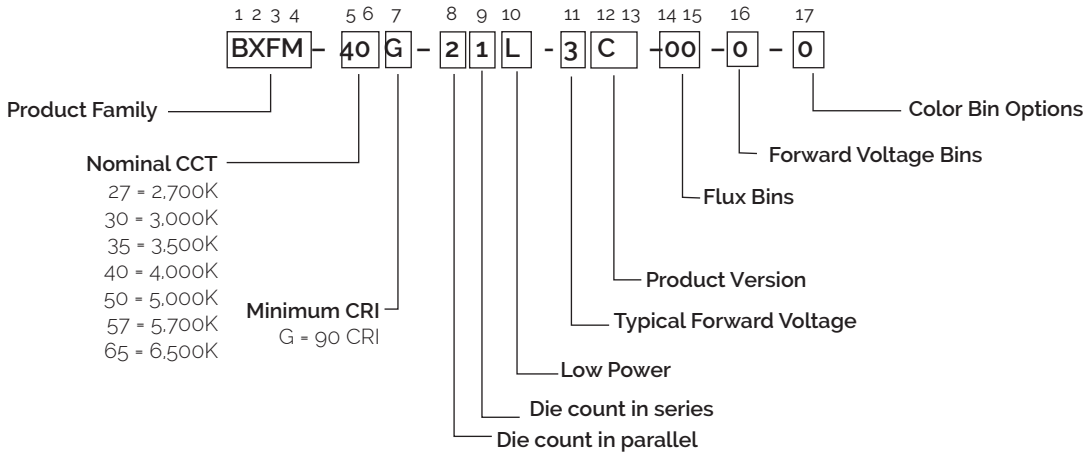 1 2 3 4 5 6 7 8 9 10 11 12 13 14 15 16 17
BXFM – 40 G – 2 1 L - 3 C –00 – 0 – 0
Product Family
Color Bin Options
Nominal CCT
Forward Voltage Bins
27 = 2,700K
Flux Bins
30 = 3,000K
35 = 3,500K
40 = 4,000K
Product Version
50 = 5,000K
Minimum CRI
57 = 5,700K
Typical Forward Voltage
G = 90 CRI
65 = 6,500K
Low Power
Die count in series
Die count in parallel